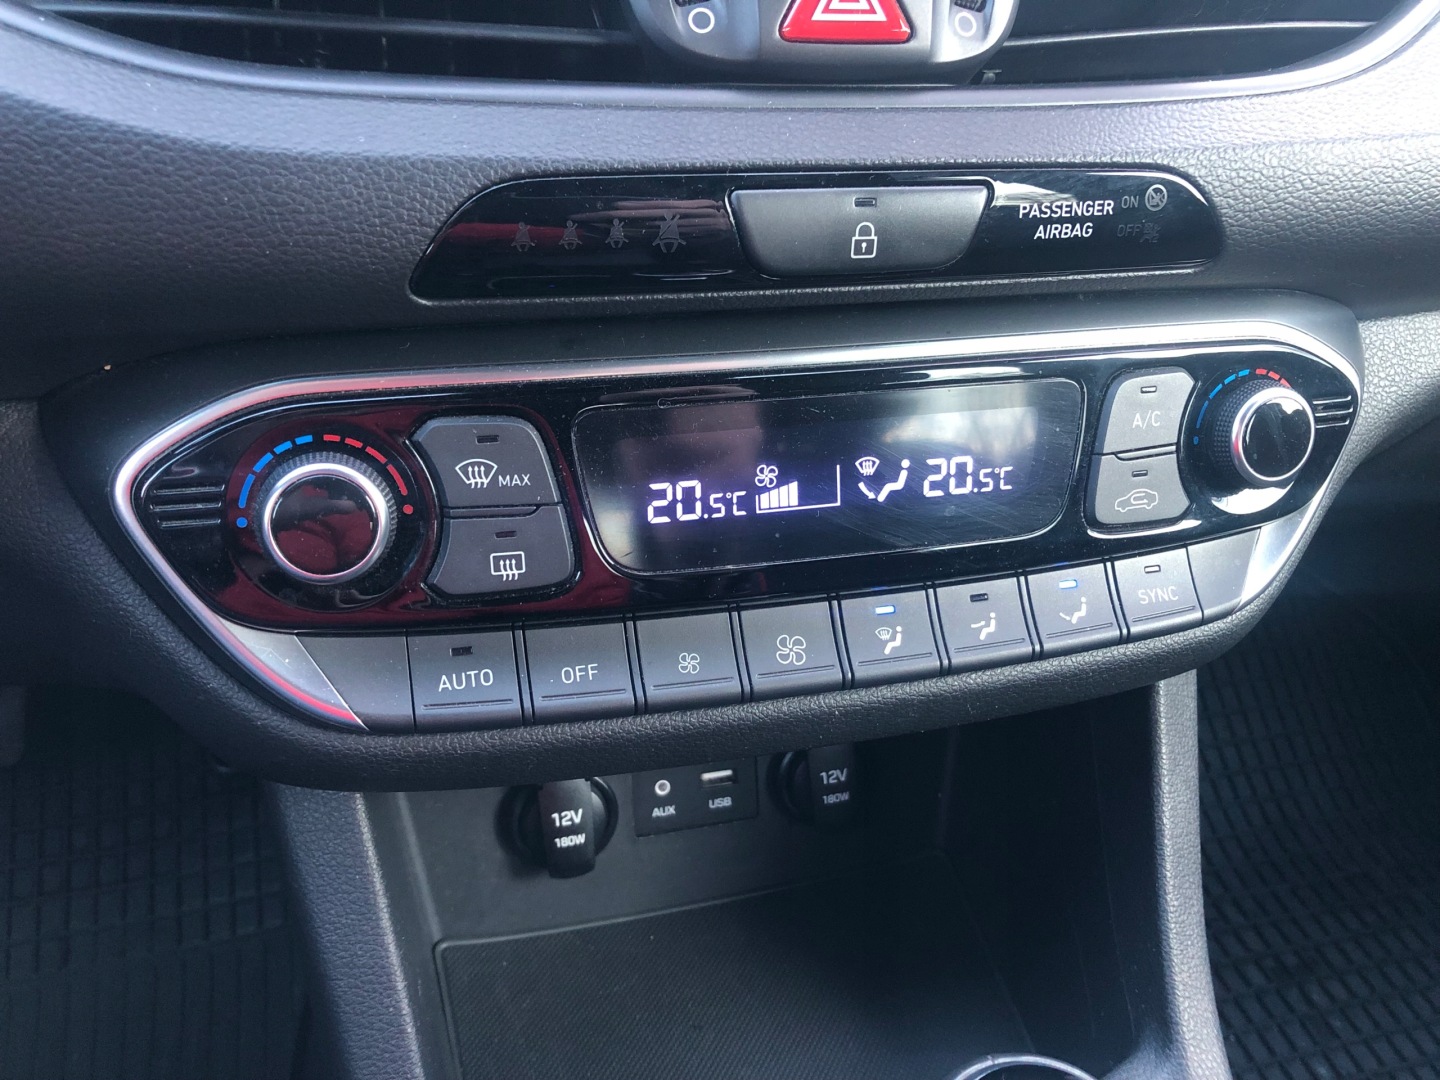 PASSENGER
AIRBAG
ON
OFF
MAX
20.5°C
20.5°C
A/C
AUTO
OFF
SYNC
12V
180W
AUX
USB
12V
180W